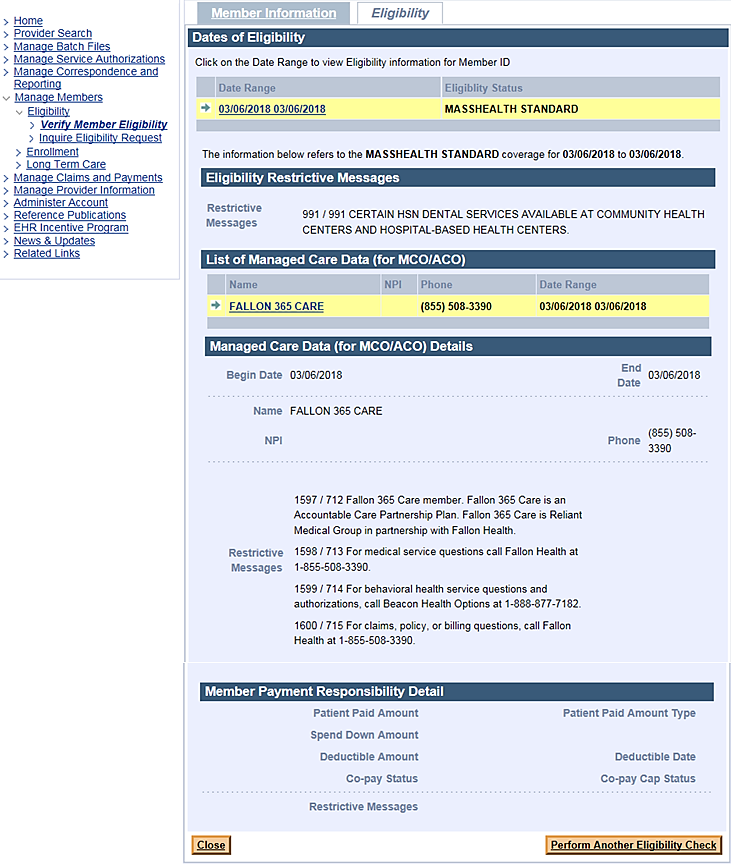 Home
Provider Search
Manage Batch Files
Manage Service Authorizations
Manage Correspondence and
Reporting
Manage Members
Eligibility
Verify Member Eligibility
Inquire Eligibility Request
Enrollment
Long Term Care
Manage Claims and Payments
Manage Provider Information
Administer Account
Reference Publications
EHR Incentive Program
News & Updates
Related Links
Member Information Eligibility
Dates of Eligibility
Click on the Date Range to view Eligibility information for Member ID
Date Range Eligiblity Status
03/06/2018 03/06/2018 MASSHEALTH STANDARD
The information below refers to the MASSHEALTH STANDARD coverage for 03/06/2018 to 03/06/2018.
Eligibility Restrictive Messages
Restrictive
Messages
991 / 991 CERTAIN HSN DENTAL SERVICES AVAILABLE AT COMMUNITY HEALTH
CENTERS AND HOSPITAL-BASED HEALTH CENTERS.
List of Managed Care Data (for MCO/ACO)
Name NPI Phone Date Range
FALLON 365 CARE (855) 508-3390 03/06/2018 03/06/2018
Managed Care Data (for MCO/ACO) Details
Begin Date 03/06/2018
End
Date
03/06/2018
Name FALLON 365 CARE
NPI
Phone
(855) 508-
3390
Restrictive
Messages
1597 / 712 Fallon 365 Care member. Fallon 365 Care is an
Accountable Care Partnership Plan. Fallon 365 Care is Reliant
Medical Group in partnership with Fallon Health.
1598 / 713 For medical service questions call Fallon Health at
1-855-508-3390.
1599 / 714 For behavioral health service questions and
authorizations, call Beacon Health Options at 1-888-877-7182.
1600 / 715 For claims, policy, or billing questions, call Fallon
Health at 1-855-508-3390.
Member Payment Responsibility Detail
Patient Paid Amount Patient Paid Amount Type
Spend Down Amount
Deductible Amount Deductible Date
Co-pay Status Co-pay Cap Status
Restrictive Messages
Close Perform Another Eligibility Check